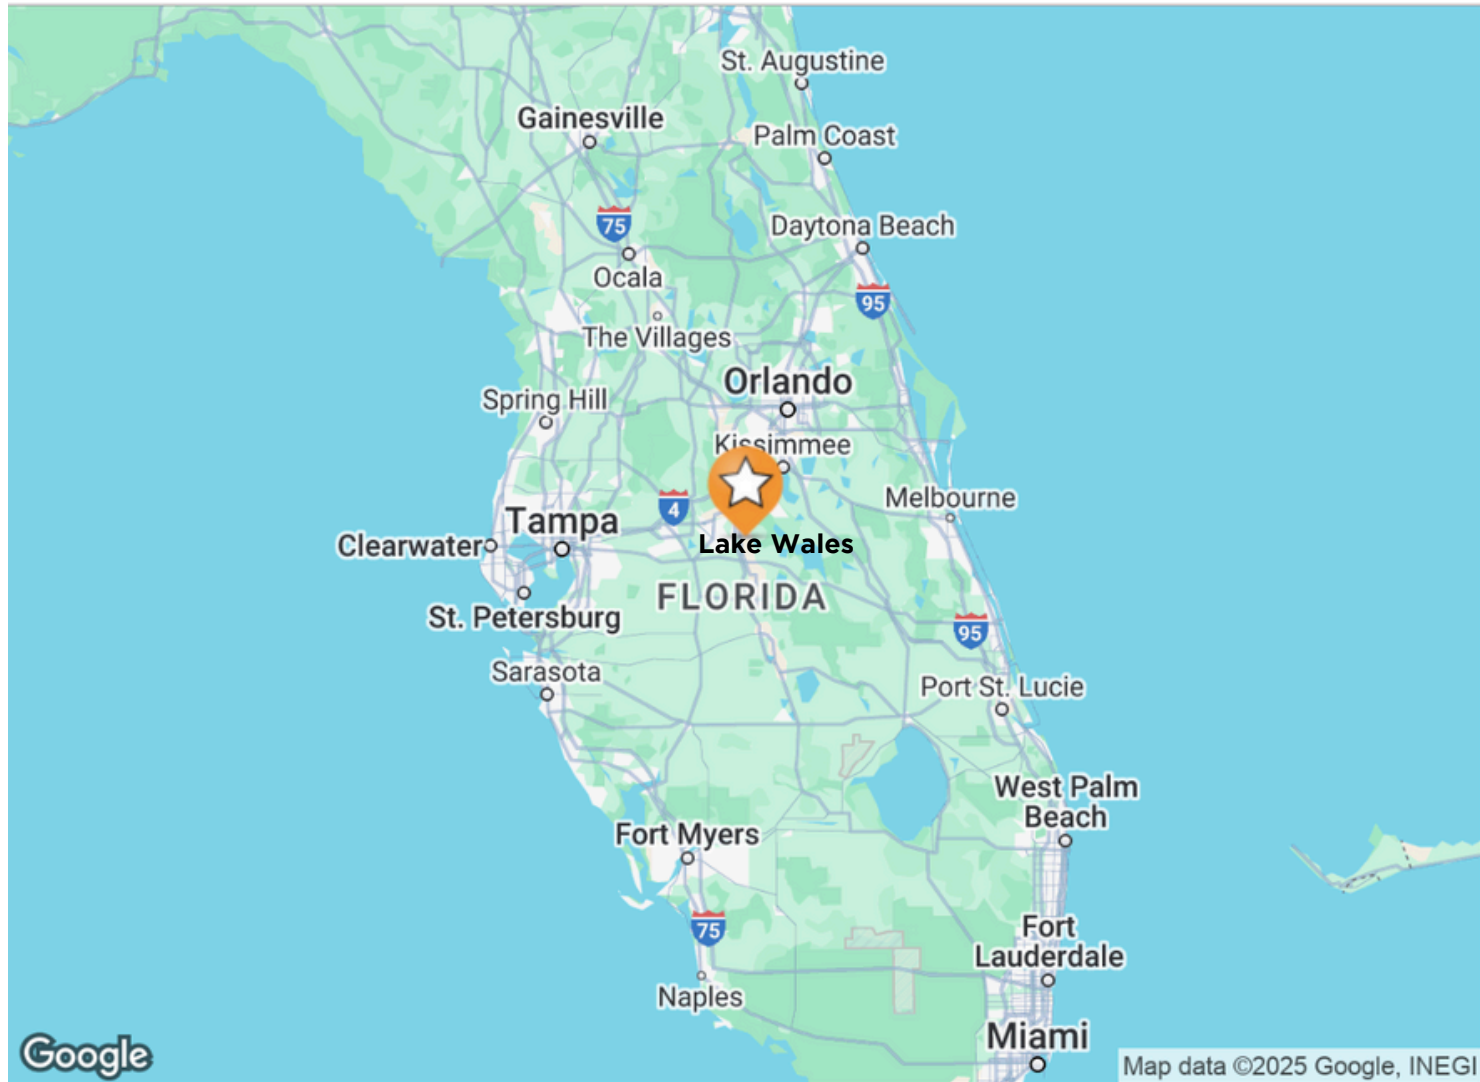 St. Augustine
Gainesville
Palm Coast
75
Daytona Beach
Ocala
95
The Villages
Orlando
Spring Hill
Kissimmee
4
Melbourne
Tampa
Clearwater
Lake Wales
FLORIDA
St. Petersburg
95
Sarasota
Port St. Lucie
West Palm
Beach
Fort Myers
75
Fort
Lauderdale
Naples
Miami
Google
Map data ©2025 Google, INEGI